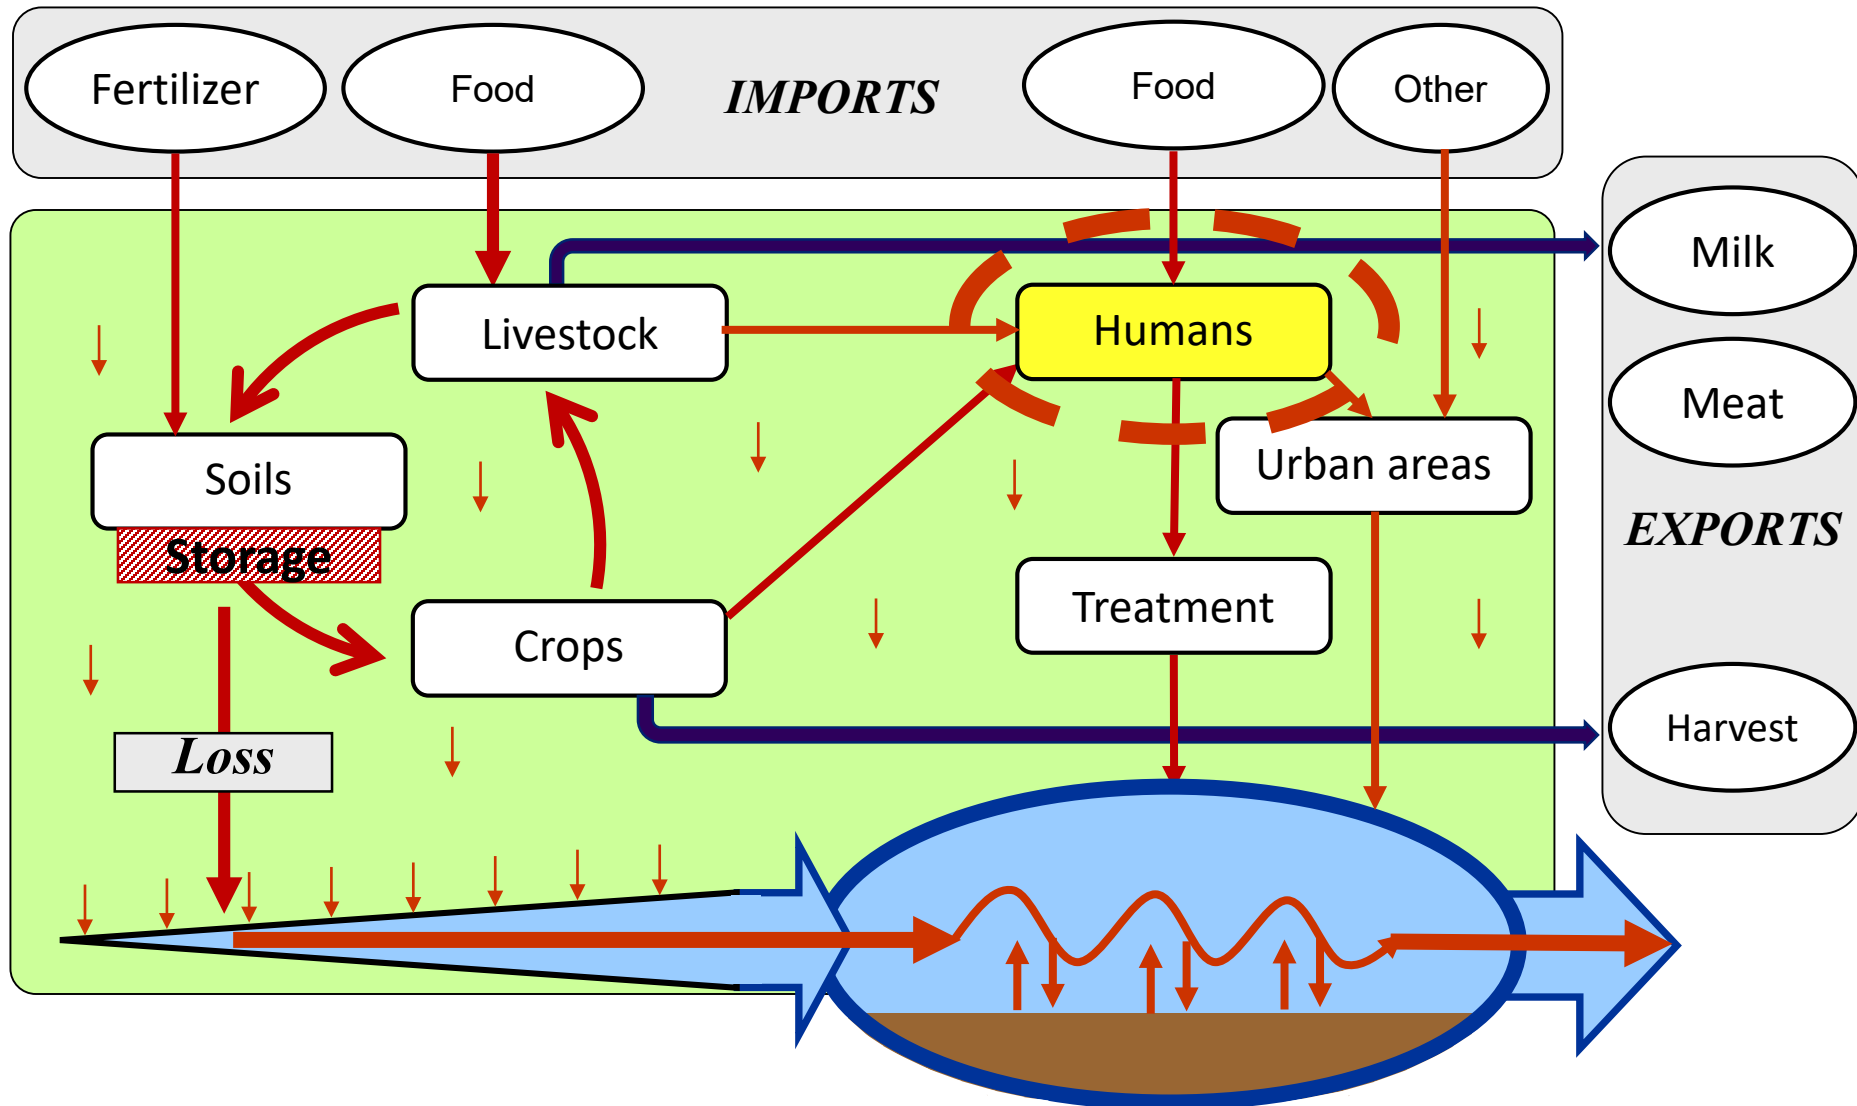 Fertilizer
Food
IMPORTS
Food
Other
Milk
Livestock
Humans
Meat
Soils
Urban areas
Storage
EXPORTS
Treatment
Crops
Harvest
Loss